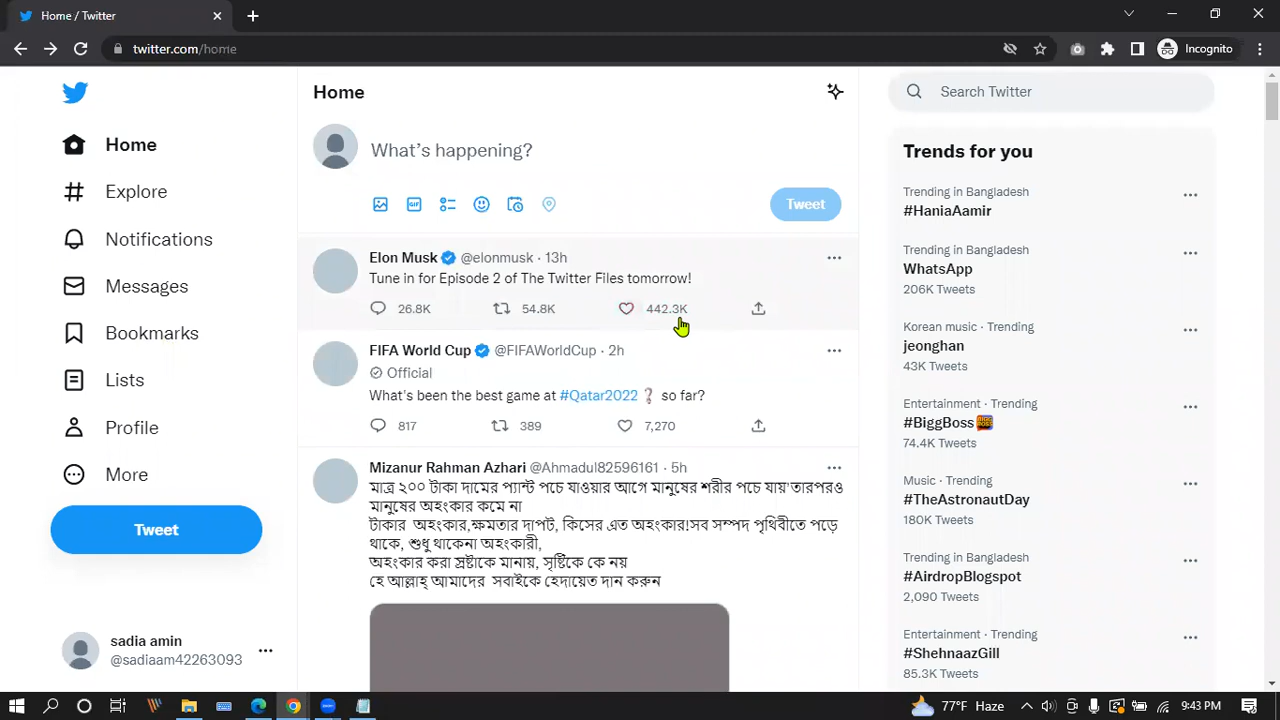 Home / Twitter
twitter.com/home
Incognito
Home
Explore
Notifications
Messages
Bookmarks
Lists
Profile
More
Tweet
sadia amin
@sadiaam42263093
Home
What's happening?
GIF
Tweet
Elon Musk @elonmusk · 13h
Tune in for Episode 2 of The Twitter Files tomorrow!
26.8K 54.8K 442.3K
FIFA World Cup @FIFAWorldCup · 2h
Official
What's been the best game at #Qatar2022 so far?
817 389 7,270
Mizanur Rahman Azhari @Ahmadul82596161 · 5h
মাত্র ২০০ টাকা দামের প্যান্ট পচে যাওয়ার আগে মানুষের শরীর পচে যায়'তারপরও
মানুষের অহংকার কমে না
টাকার অহংকার,ক্ষমতার দাপট, কিসের এত অহংকার!সব সম্পদ পৃথিবীতে পড়ে
থাকে, শুধু থাকেনা অহংকারী,
অহংকার করা স্রষ্টাকে মানায়, সৃষ্টিকে কে নয়
হে আল্লাহ্ আমাদের সবাইকে হেদায়েত দান করুন
Search Twitter
Trends for you
Trending in Bangladesh
#HaniaAamir
Trending in Bangladesh
WhatsApp
206K Tweets
Korean music · Trending
jeonghan
43K Tweets
Entertainment · Trending
#BiggBoss
74.4K Tweets
Music · Trending
#TheAstronautDay
180K Tweets
Trending in Bangladesh
#AirdropBlogspot
2,090 Tweets
Entertainment · Trending
#ShehnaazGill
85.3K Tweets
77°F Haze
9:43 PM